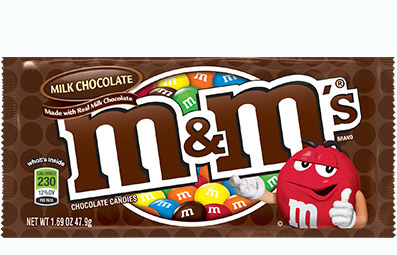 MILK CHOCOLATE
Made with Real Milk Chocolate
m&m's®
BRAND
what's inside
CALORIES
230
12%DV
PER PACK
CHOCOLATE CANDIES
NET WT 1.69 OZ 47.9g
m
©